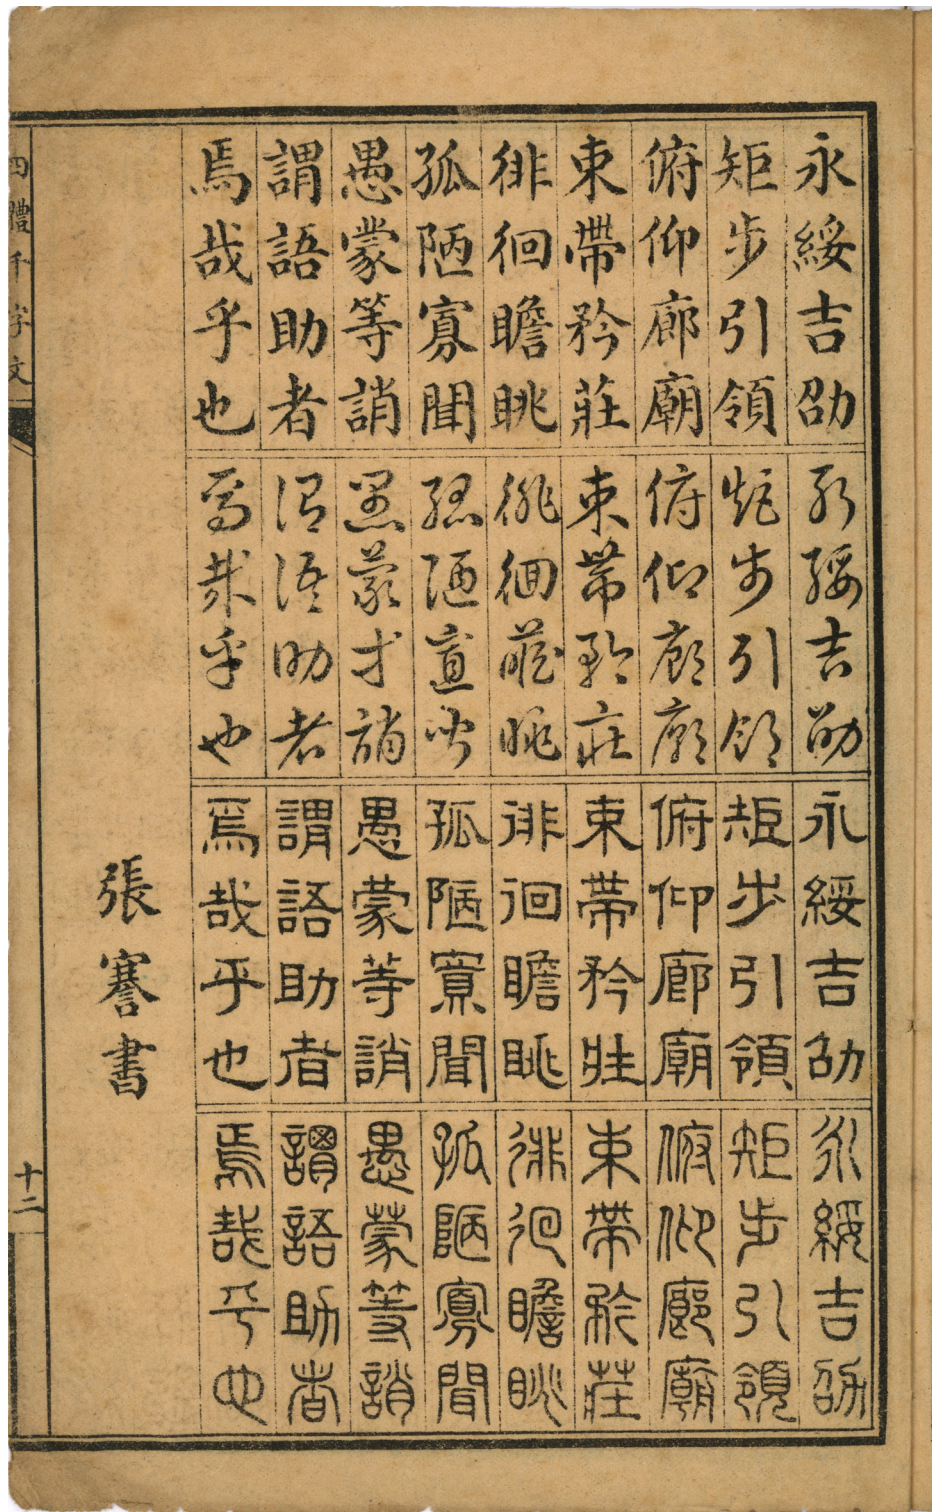 永綏吉劭
矩步引領
俯仰廊廟
束帶矜莊
徘徊瞻眺
孤陋寡聞
愚蒙等誚
謂語助者
焉哉乎也
永綏吉劭
矩步引領
俯仰廊廟
束帶矜莊
徘徊瞻眺
孤陋寡聞
愚蒙等誚
謂語助者
焉哉乎也
永綏吉劭
矩步引領
俯仰廊廟
束帶矜莊
徘徊瞻眺
孤陋寡聞
愚蒙等誚
謂語助者
焉哉乎也
永綏吉劭
矩步引領
俯仰廊廟
束帶矜莊
徘徊瞻眺
孤陋寡聞
愚蒙等誚
謂語助者
焉哉乎也
張謇書
四體千字文
十二